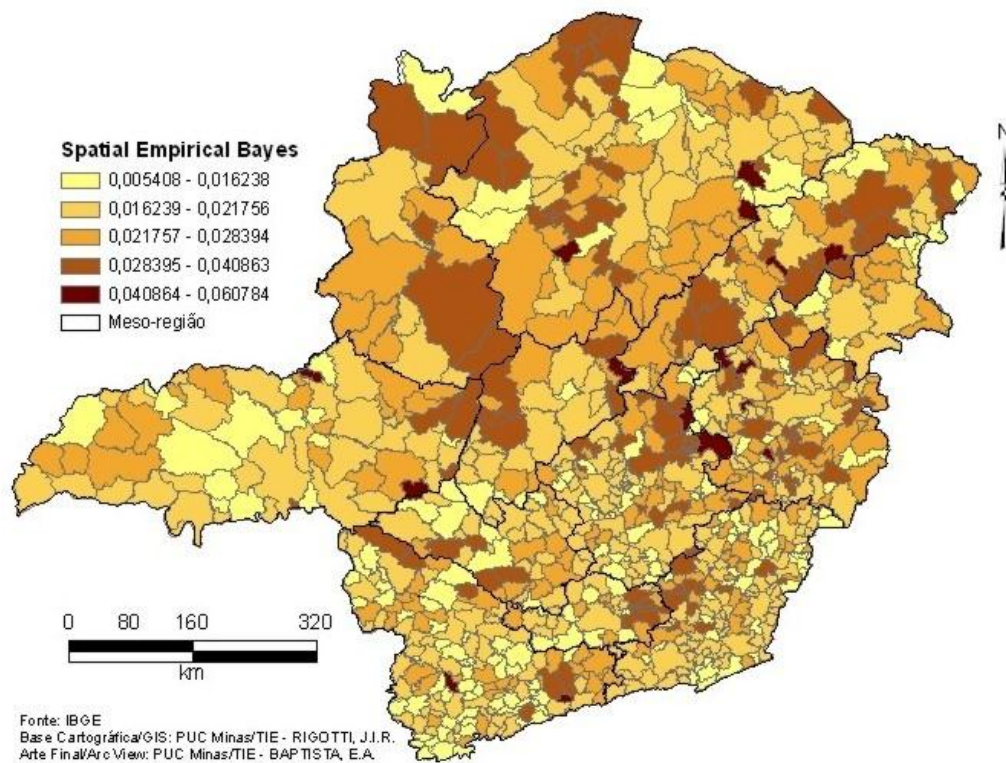 Spatial Empirical Bayes
0,005408 - 0,016238
0,016239 - 0,021756
0,021757 - 0,028394
0,028395 - 0,040863
0,040864 - 0,060784
Meso-região
N
0 80 160 320
km
Fonte: IBGE
Base Cartográfica/GIS: PUC Minas/TIE - RIGOTTI, J.I.R.
Arte Final/Arc View: PUC Minas/TIE - BAPTISTA, E.A.